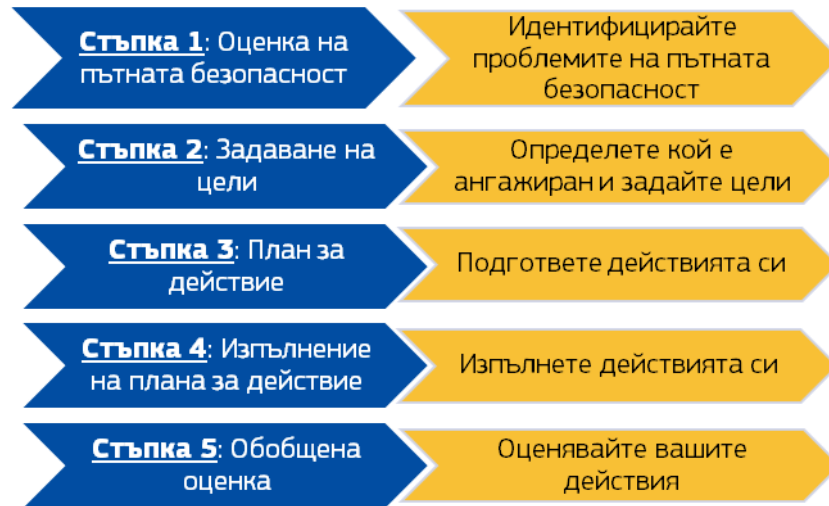 Стъпка 1: Оценка на
пътната безопасност
Идентифицирайте
проблемите на пътната
безопасност
Стъпка 2: Задаване на
цели
Определете кой е
ангажиран и задайте цели
Стъпка 3: План за
действие
Подгответе действията си
Стъпка 4: Изпълнение
на плана за действие
Изпълнете действията си
Стъпка 5: Обобщена
оценка
Оценявайте вашите
действия